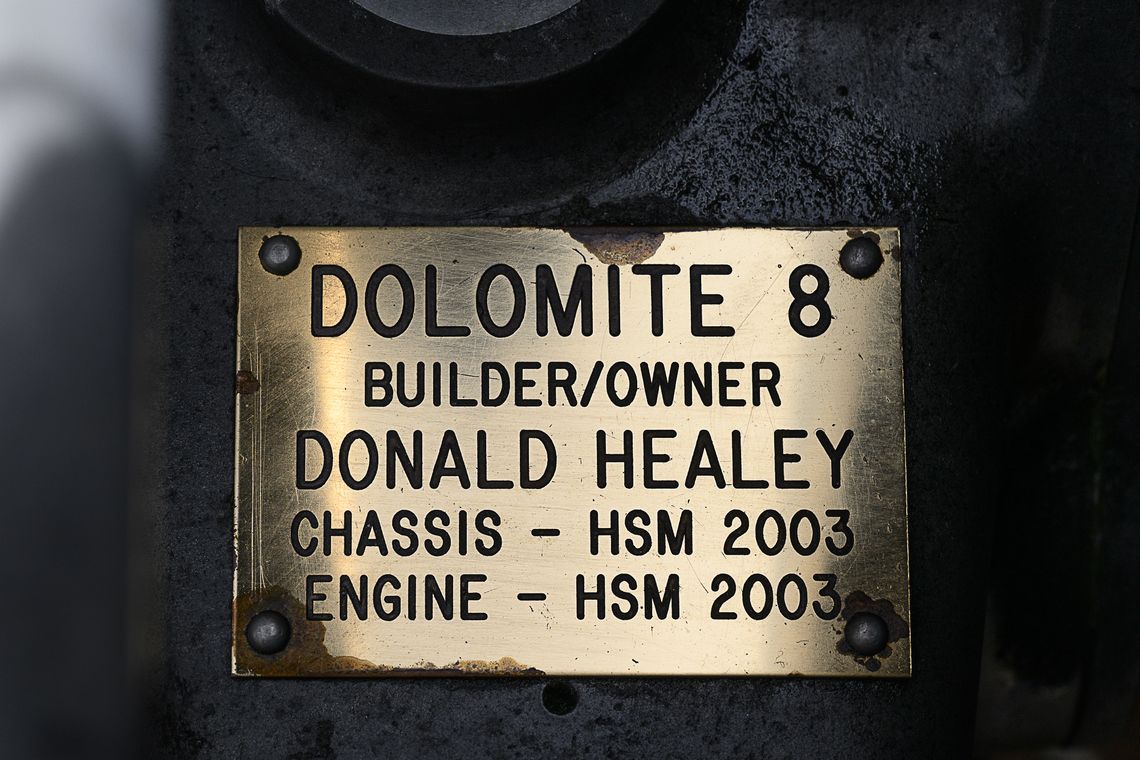 DOLOMITE 8
BUILDER/OWNER
DONALD HEALEY
CHASSIS - HSM 2003
ENGINE - HSM 2003